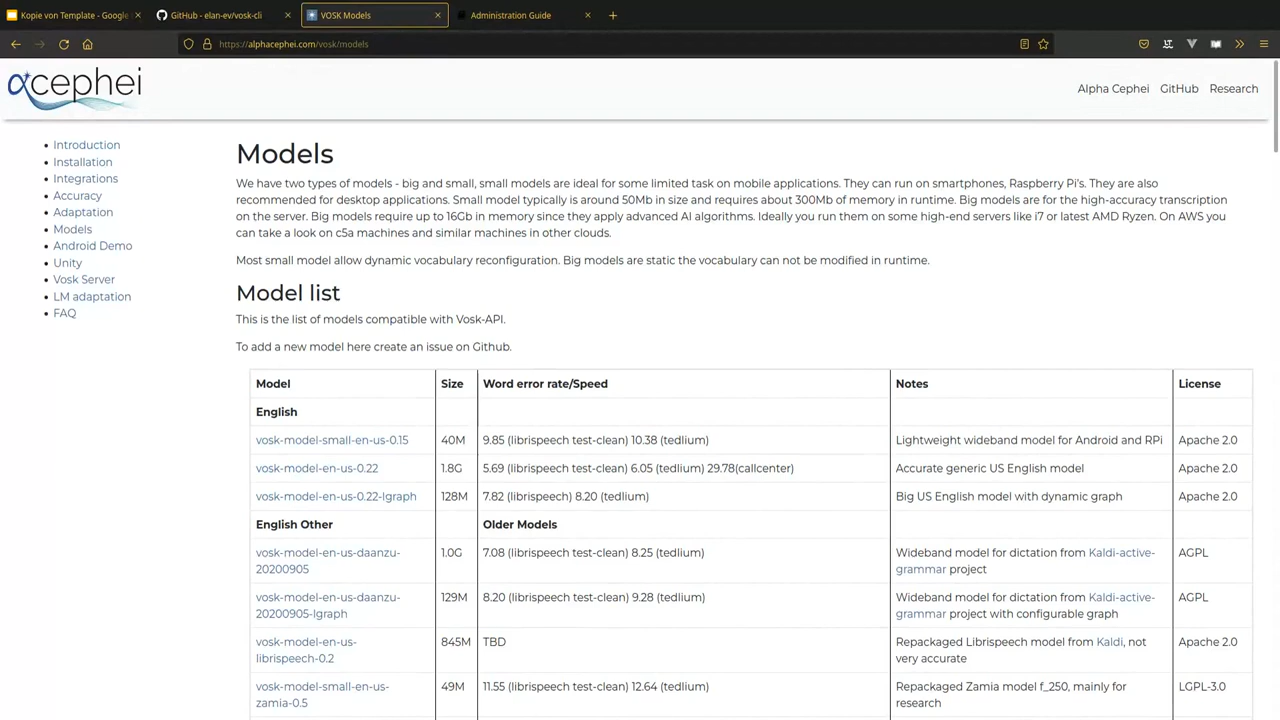 Kopie von Template - Google
GitHub - elan-ev/vosk-cli
VOSK Models
Administration Guide
https://alphacephei.com/vosk/models
αcephei
Alpha Cephei GitHub Research
Introduction
Installation
Integrations
Accuracy
Adaptation
Models
Android Demo
Unity
Vosk Server
LM adaptation
FAQ
Models
We have two types of models - big and small, small models are ideal for some limited task on mobile applications. They can run on smartphones, Raspberry Pi's. They are also
recommended for desktop applications. Small model typically is around 50Mb in size and requires about 300Mb of memory in runtime. Big models are for the high-accuracy transcription
on the server. Big models require up to 16Gb in memory since they apply advanced AI algorithms. Ideally you run them on some high-end servers like i7 or latest AMD Ryzen. On AWS you
can take a look on c5a machines and similar machines in other clouds.
Most small model allow dynamic vocabulary reconfiguration. Big models are static the vocabulary can not be modified in runtime.
Model list
This is the list of models compatible with Vosk-API.
To add a new model here create an issue on Github.
Model Size Word error rate/Speed Notes License
English
vosk-model-small-en-us-0.15 40M 9.85 (librispeech test-clean) 10.38 (tedlium) Lightweight wideband model for Android and RPi Apache 2.0
vosk-model-en-us-0.22 1.8G 5.69 (librispeech test-clean) 6.05 (tedlium) 29.78(callcenter) Accurate generic US English model Apache 2.0
vosk-model-en-us-0.22-lgraph 128M 7.82 (librispeech) 8.20 (tedlium) Big US English model with dynamic graph Apache 2.0
English Other Older Models
vosk-model-en-us-daanzu- 1.0G 7.08 (librispeech test-clean) 8.25 (tedlium) Wideband model for dictation from Kaldi-active- AGPL
20200905 grammar project
vosk-model-en-us-daanzu- 129M 8.20 (librispeech test-clean) 9.28 (tedlium) Wideband model for dictation from Kaldi-active- AGPL
20200905-lgraph grammar project with configurable graph
vosk-model-en-us- 845M TBD Repackaged Librispeech model from Kaldi, not Apache 2.0
librispeech-0.2 very accurate
vosk-model-small-en-us- 49M 11.55 (librispeech test-clean) 12.64 (tedlium) Repackaged Zamia model f_250, mainly for LGPL-3.0
zamia-0.5 research